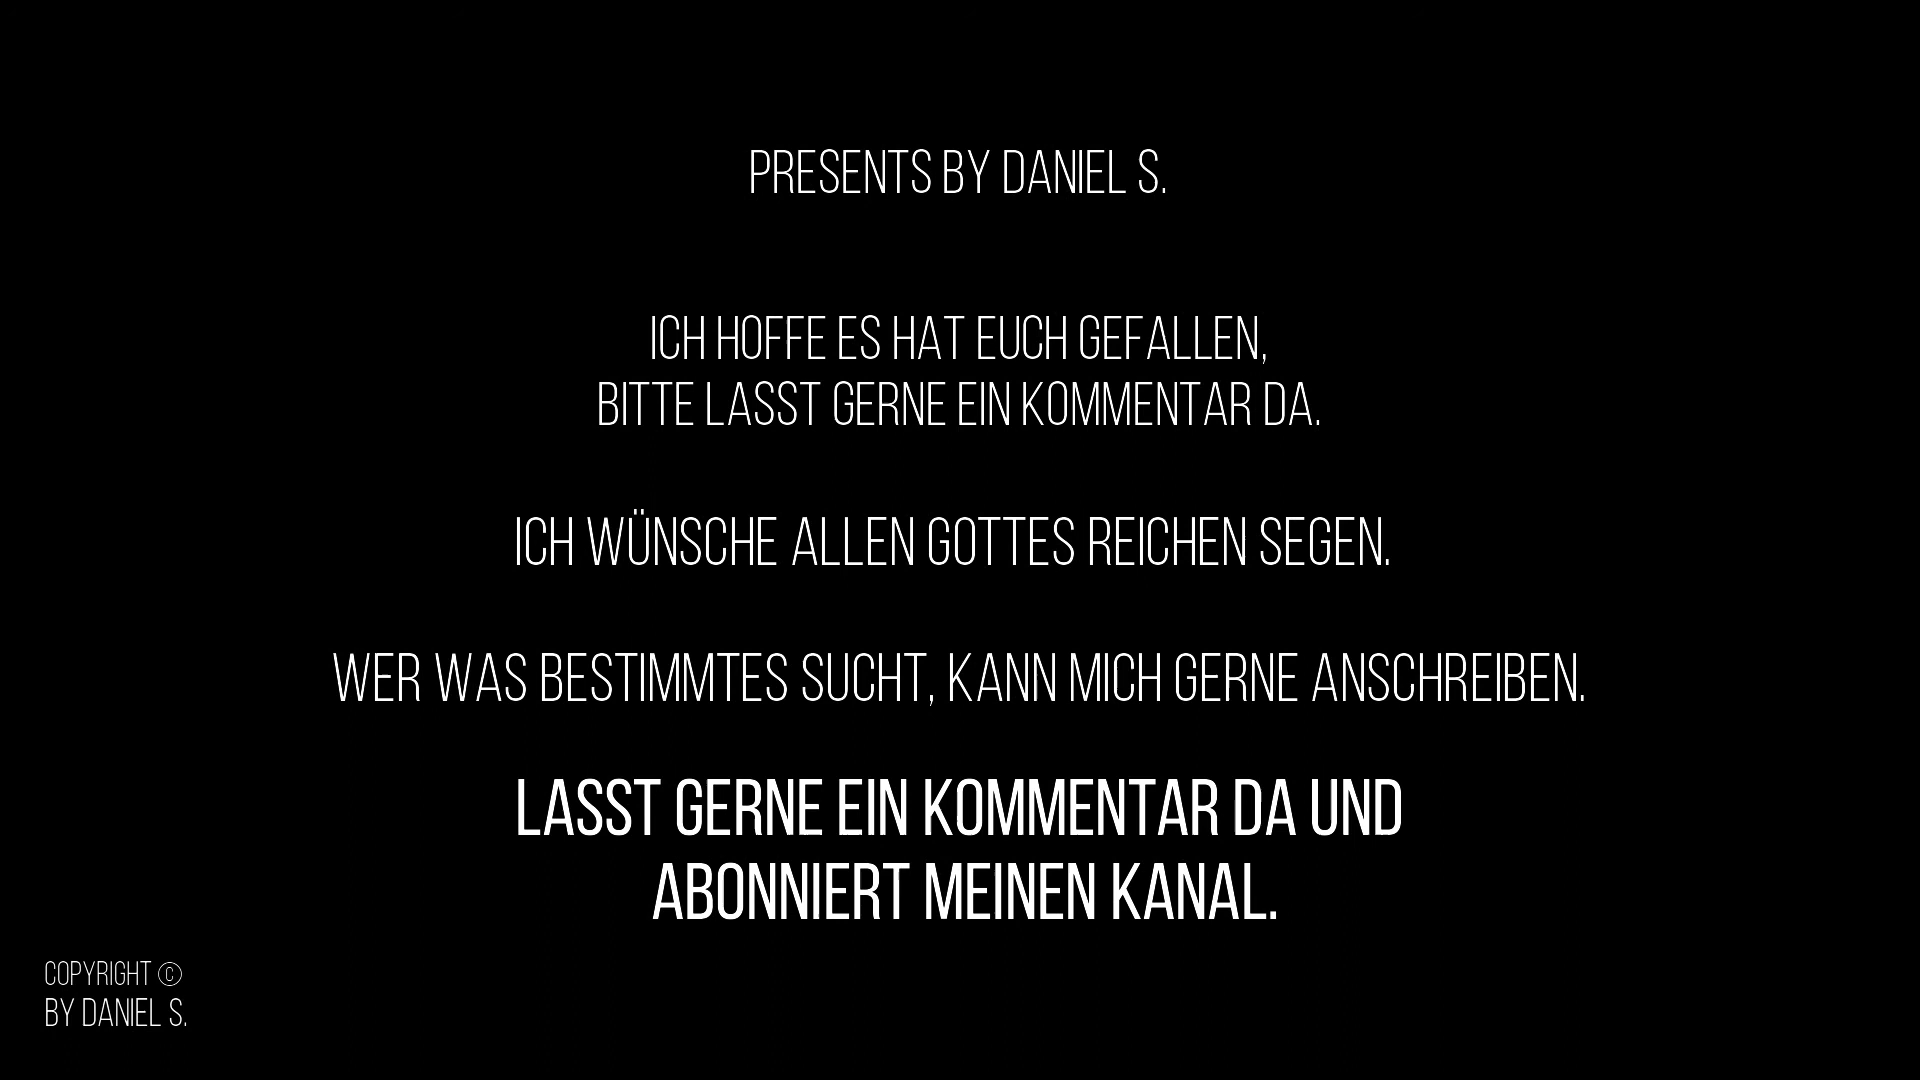 PRESENTS BY DANIEL S.
ICH HOFFE ES HAT EUCH GEFALLEN,
BITTE LASST GERNE EIN KOMMENTAR DA.
ICH WÜNSCHE ALLEN GOTTES REICHEN SEGEN.
WER WAS BESTIMMTES SUCHT, KANN MICH GERNE ANSCHREIBEN.
LASST GERNE EIN KOMMENTAR DA UND
ABONNIERT MEINEN KANAL.
COPYRIGHT ©
BY DANIEL S.